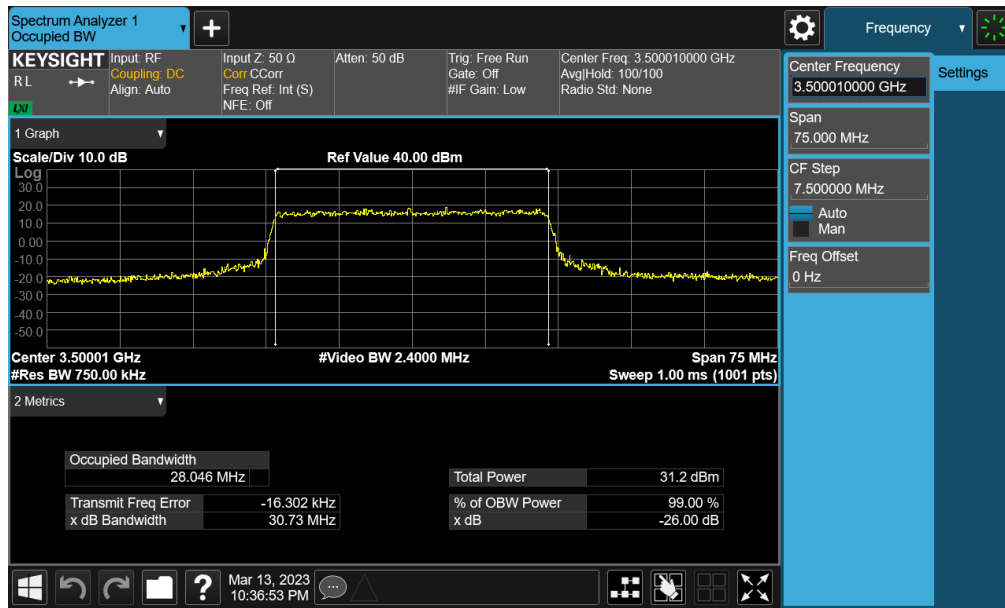 Spectrum Analyzer 1
Occupied BW
Frequency
KEYSIGHT
RL
LXI
Input: RF
Coupling: DC
Align: Auto
Input Z: 50 Ω
Corr CCorr
Freq Ref: Int (S)
NFE: Off
Atten: 50 dB
Trig: Free Run
Gate: Off
#IF Gain: Low
Center Freq: 3.500010000 GHz
Avg|Hold: 100/100
Radio Std: None
Center Frequency
3.500010000 GHz
Settings
Span
75.000 MHz
CF Step
7.500000 MHz
Auto
Man
Freq Offset
0 Hz
1 Graph
Scale/Div 10.0 dB
Ref Value 40.00 dBm
Log
30.0
20.0
10.0
0.00
-10.0
-20.0
-30.0
-40.0
-50.0
Center 3.50001 GHz
#Video BW 2.4000 MHz
Span 75 MHz
#Res BW 750.00 kHz
Sweep 1.00 ms (1001 pts)
2 Metrics
Occupied Bandwidth
28.046 MHz
Total Power 31.2 dBm
Transmit Freq Error -16.302 kHz
% of OBW Power 99.00 %
x dB Bandwidth 30.73 MHz
x dB -26.00 dB
?
Mar 13, 2023
10:36:53 PM